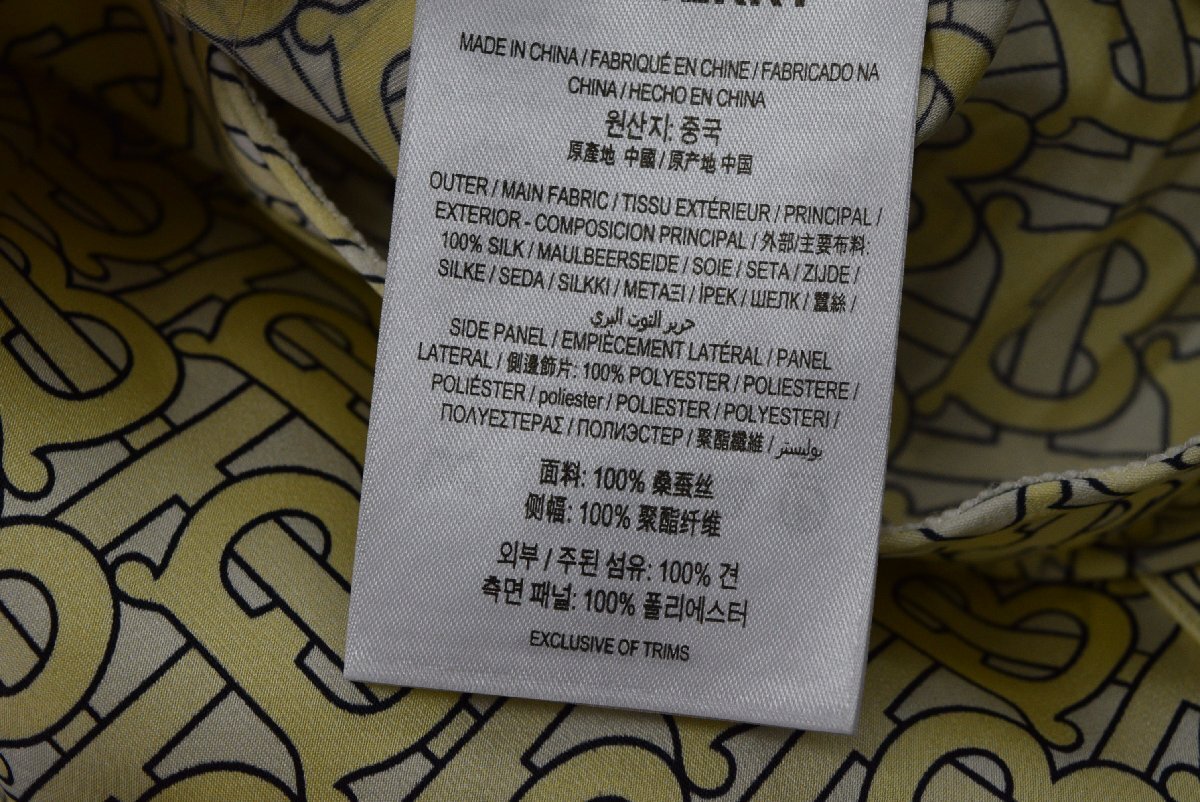 MADE IN CHINA / FABRIQUÉ EN CHINE / FABRICADO NA
CHINA / HECHO EN CHINA
원산지: 중국
原產地 中國 / 原产地 中国
OUTER / MAIN FABRIC / TISSU EXTÉRIEUR / PRINCIPAL /
EXTERIOR - COMPOSICION PRINCIPAL / 外部/主要布料:
100% SILK / MAULBEERSEIDE / SOIE / SETA / ZIJDE /
SILKE / SEDA / SILKKI / ΜΕΤΑΞΙ / İPEK / ШЕПК / 蠶絲 /
حرير التوت البري
SIDE PANEL / EMPIÈCEMENT LATÉRAL / PANEL
LATERAL / 側邊飾片: 100% POLYESTER / POLIESTERE /
POLIÉSTER / poliester / POLIESTER / POLYESTERI /
ΠΟΛΥΕΣΤΕΡΑΣ / ПОЛИЭСТЕР / 聚酯纖維 / بوليستر
面料: 100% 桑蚕丝
侧幅: 100% 聚酯纤维
외부 / 주된 섬유: 100% 견
측면 패널: 100% 폴리에스터
EXCLUSIVE OF TRIMS